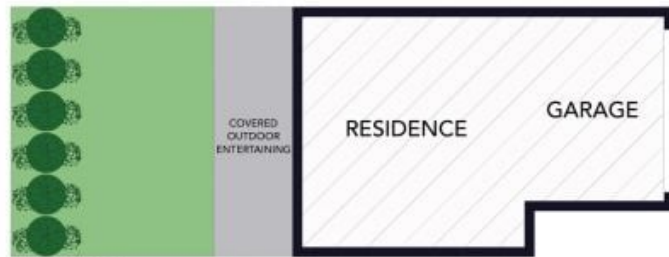 COVERED
OUTDOOR
ENTERTAINING
RESIDENCE
GARAGE